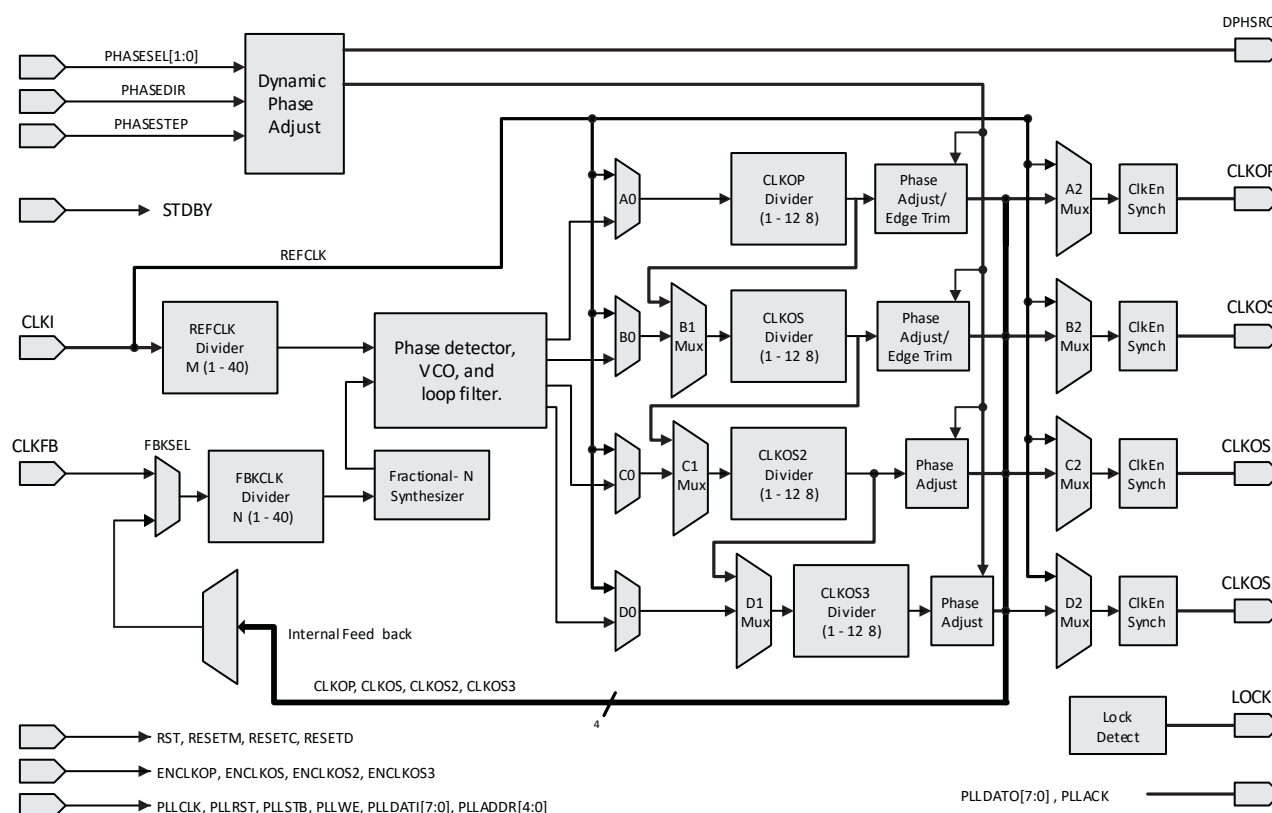 DPHSRC
PHASESEL[1:0]
PHASEDIR
PHASESTEP
Dynamic
Phase
Adjust
STDBY
REFCLK
CLKI
REFCLK
Divider
M (1 - 40)
Phase detector,
VCO, and
loop filter.
CLKFB
FBKSEL
FBKCLK
Divider
N (1 - 40)
Fractional- N
Synthesizer
Internal Feed back
CLKOP, CLKOS, CLKOS2, CLKOS3
4
A0
CLKOP
Divider
(1 - 12 8)
Phase
Adjust/
Edge Trim
A2
Mux
ClkEn
Synch
CLKOP
B0
B1
Mux
CLKOS
Divider
(1 - 12 8)
Phase
Adjust/
Edge Trim
B2
Mux
ClkEn
Synch
CLKOS
C0
C1
Mux
CLKOS2
Divider
(1 - 12 8)
Phase
Adjust
C2
Mux
ClkEn
Synch
CLKOS
D0
D1
Mux
CLKOS3
Divider
(1 - 12 8)
Phase
Adjust
D2
Mux
ClkEn
Synch
CLKOS
Lock
Detect
LOCK
RST, RESETM, RESETC, RESETD
ENCLKOP, ENCLKOS, ENCLKOS2, ENCLKOS3
PLLCLK, PLLRST, PLLSTB, PLLWE, PLLDATI[7:0], PLLADDR[4:0]
PLLDATO[7:0] , PLLACK